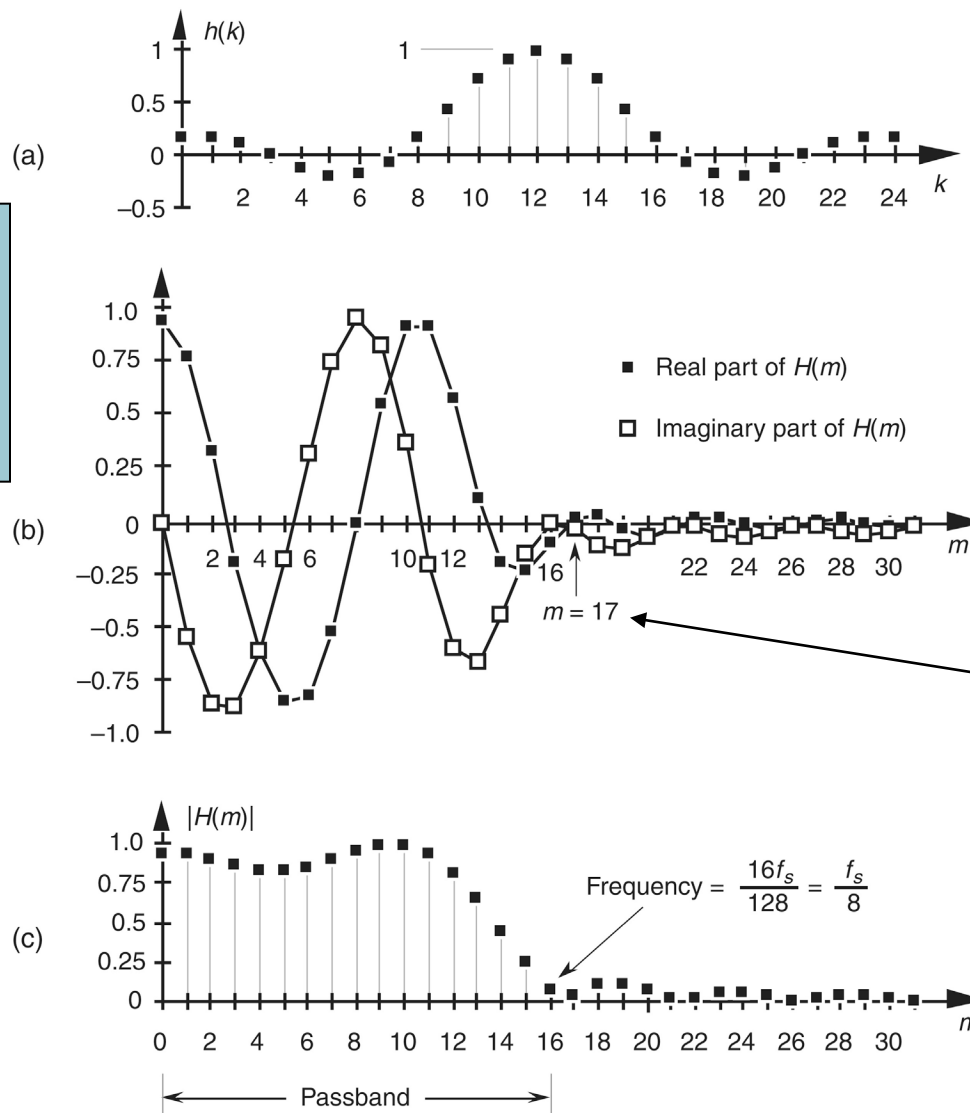 h(k)
1
1
0.5
(a)
0
k
2 4 6 8 10 12 14 16 18 20 22 24
–0.5
1.0
0.75
Real part of H(m)
0.5
Imaginary part of H(m)
0.25
(b)
0
m
2 4 6 10 12 16 22 24 26 28 30
–0.25
m = 17
–0.5
–0.75
–1.0
|H(m)|
1.0
Frequency = 16fs/128 = fs/8
0.75
0.5
(c)
0.25
0
0 2 4 6 8 10 12 14 16 18 20 22 24 26 28 30
Passband